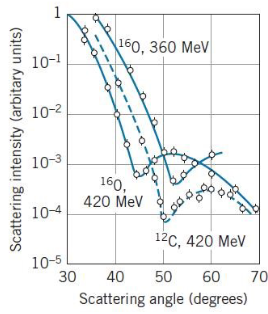 Scattering intensity (arbitary units)
1
10⁻¹
10⁻²
10⁻³
10⁻⁴
10⁻⁵
¹⁶O, 360 MeV
¹⁶O,
420 MeV
¹²C, 420 MeV
30 40 50 60 70
Scattering angle (degrees)